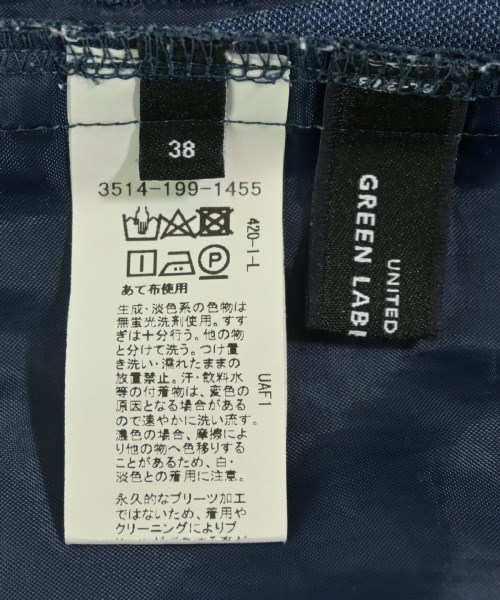 38
3514-199-1455
420-1-L
P
あて布使用
生成・淡色系の色物は
無蛍光洗剤使用。すす
ぎは十分行う。他の物
と分けて洗う。つけ置
き洗い・濡れたままの
放置禁止。汗・飲料水
等の付着物は、変色の
原因となる場合がある
ので速やかに洗い流す。
濃色の場合、摩擦によ
り他の物へ色移りする
ことがあるため、白・
淡色との着用に注意。
永久的なプリーツ加工
ではないため、着用や
クリーニングによりプ
UAF1
UNITED
GREEN LABE